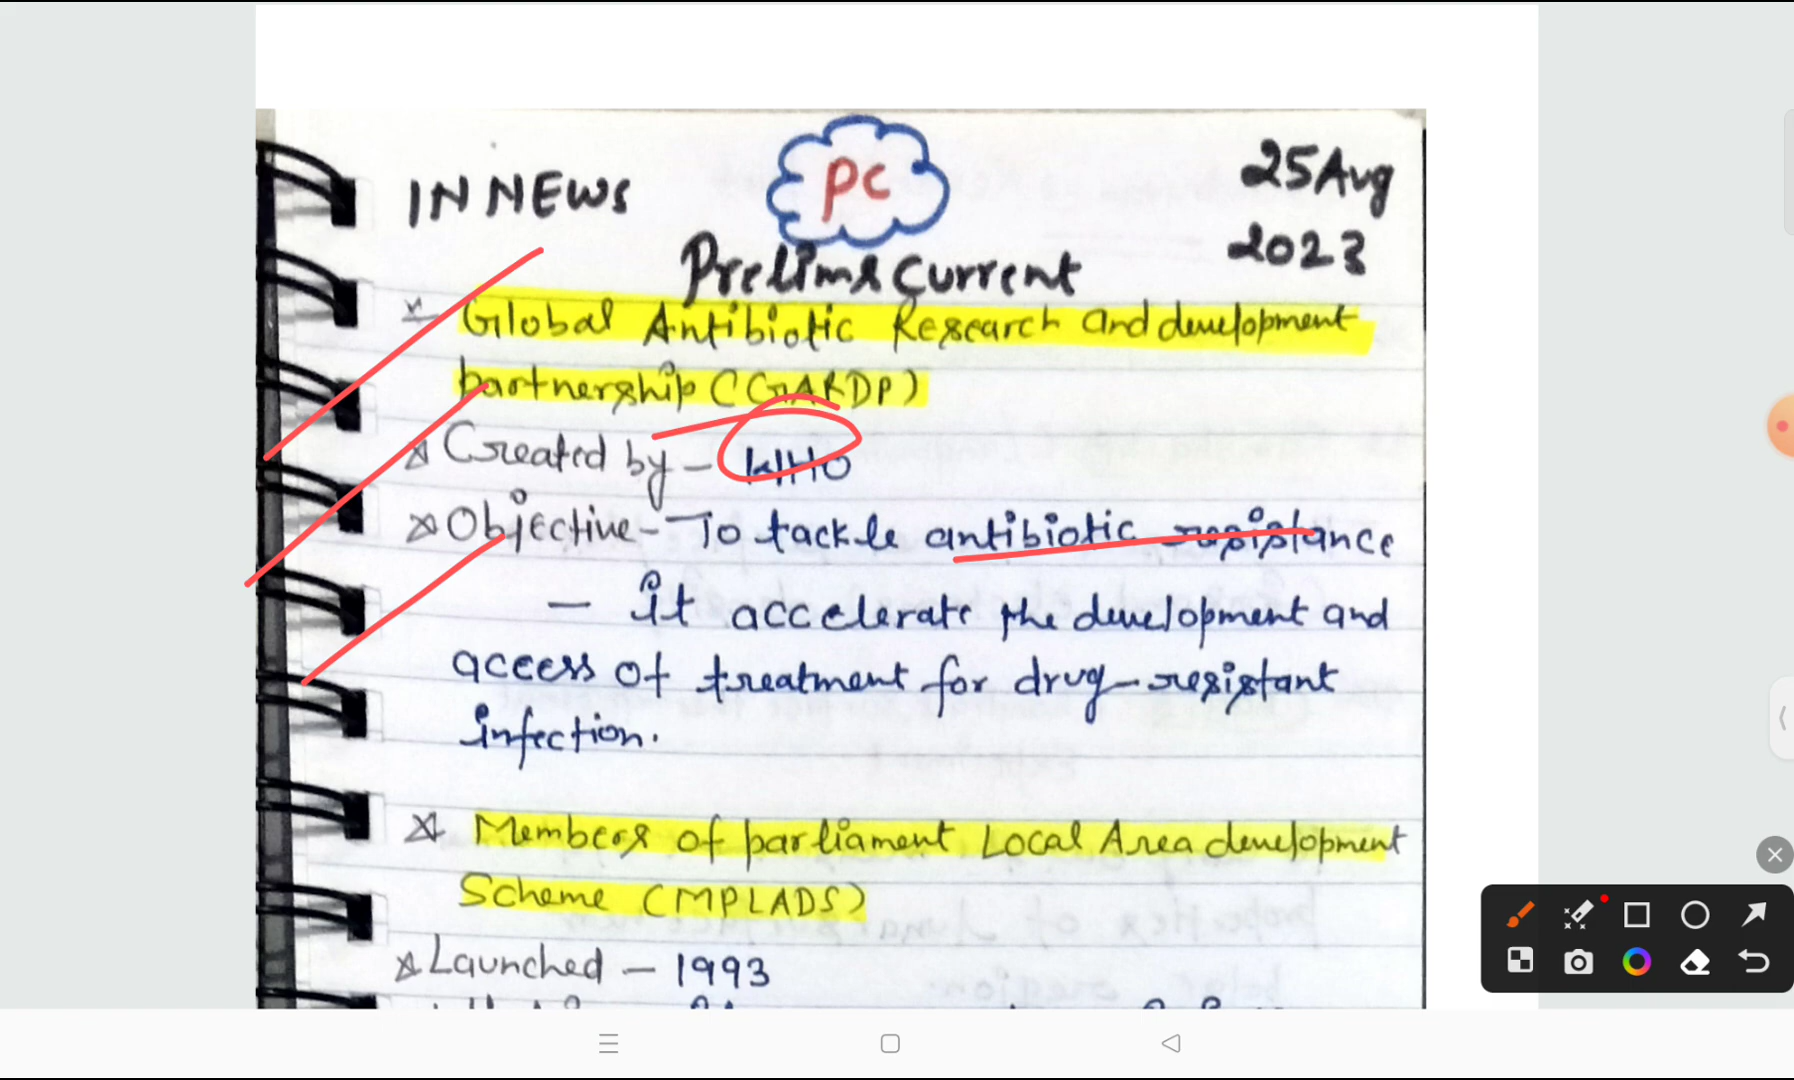 IN NEWS
PC
25 Aug
2023
Prelims Current
Global Antibiotic Research and development
partnership (GARDP)
Created by - WHO
Objective - To tackle antibiotic resistance
- it accelerate the development and
access of treatment for drug-resistant
infection.
Members of parliament Local Area development
Scheme (MPLADS)
Launched - 1993